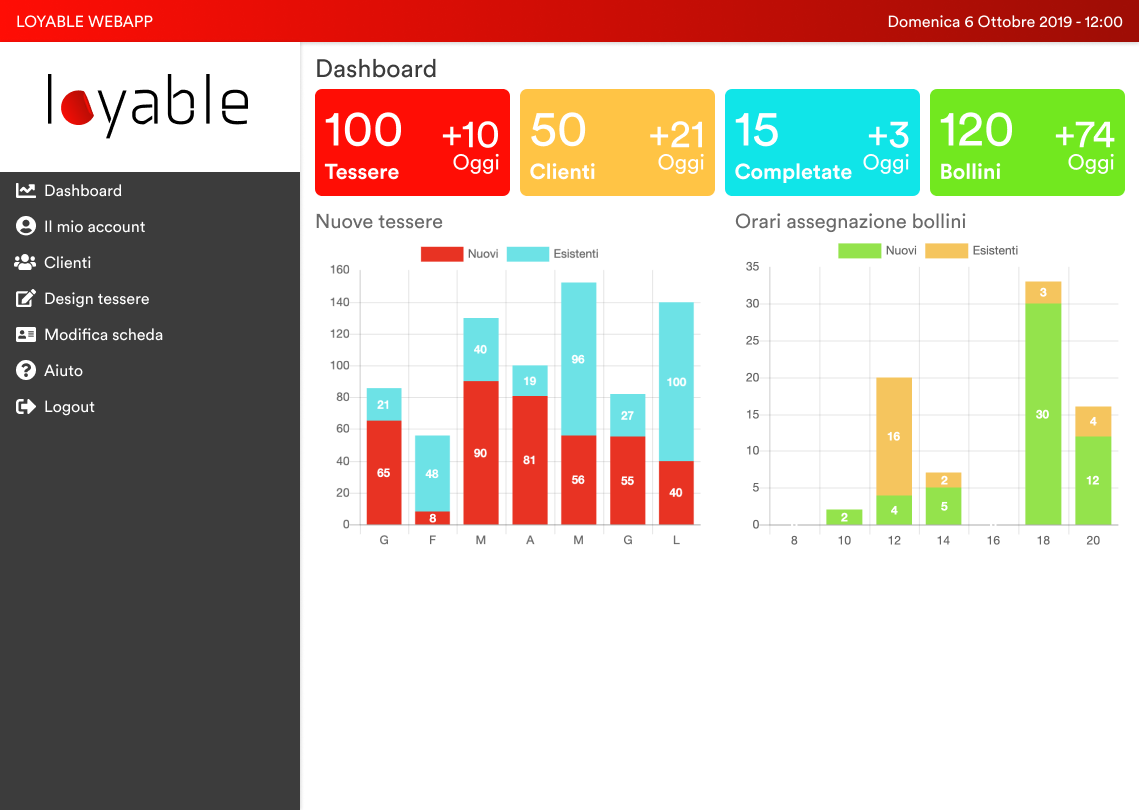 LOYABLE WEBAPP
Domenica 6 Ottobre 2019 - 12:00
loyable
Dashboard
Il mio account
Clienti
Design tessere
Modifica scheda
Aiuto
Logout
Dashboard
100 +10
Tessere Oggi
50 +21
Clienti Oggi
15 +3
Completate Oggi
120 +74
Bollini Oggi
Nuove tessere
Nuovi Esistenti
160
140
120
100
80
60
40
20
0
21
65
48
8
40
90
19
81
96
56
27
55
100
40
G F M A M G L
Orari assegnazione bollini
Nuovi Esistenti
35
30
25
20
15
10
5
0
2
16
4
2
5
3
30
4
12
8 10 12 14 16 18 20